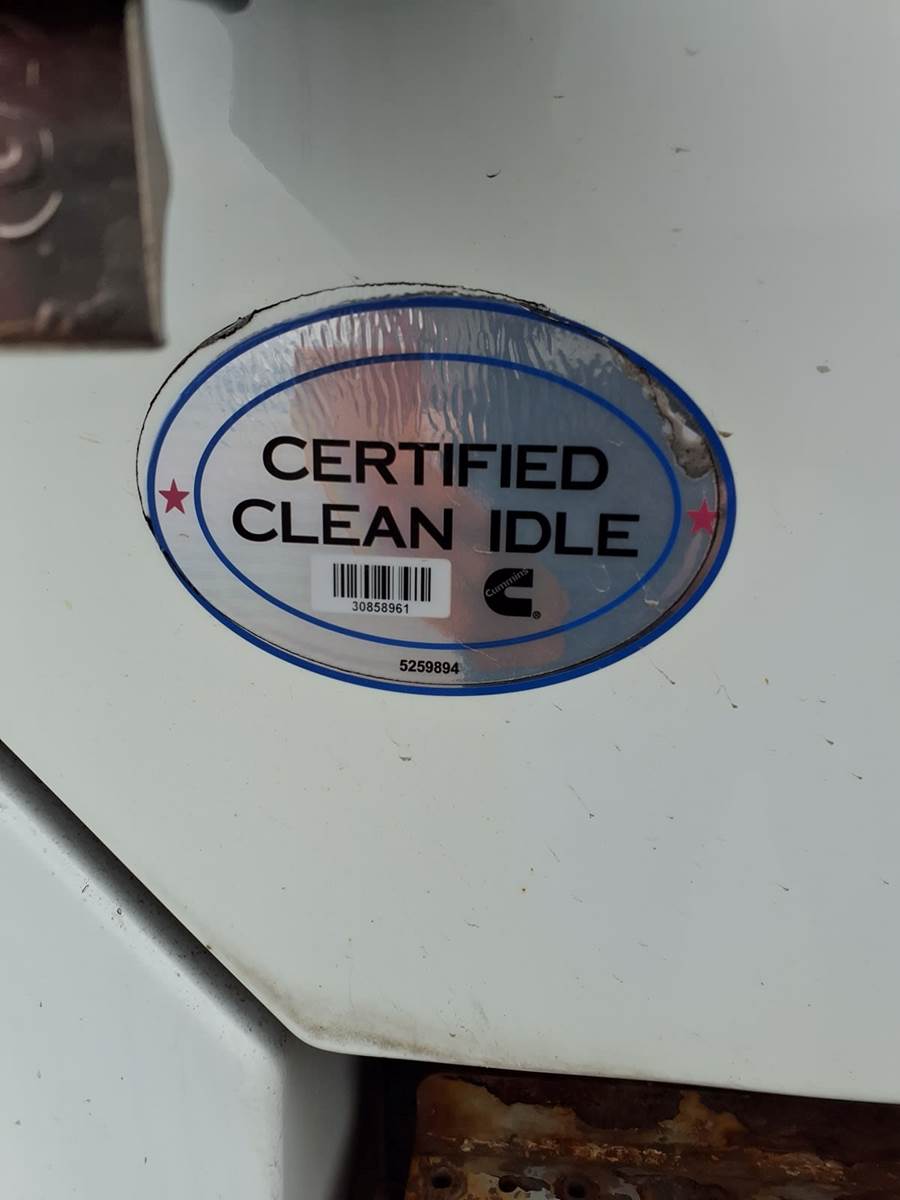 CERTIFIED
CLEAN IDLE
30858961
Cummins
®
5259894